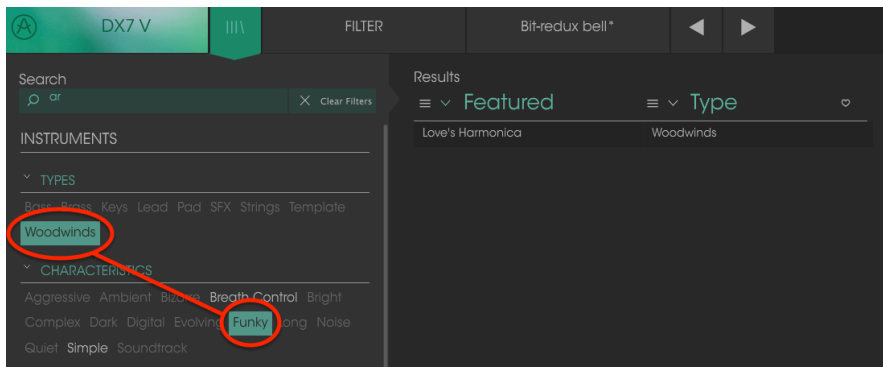 DX7 V
FILTER
Bit-redux bell*
Search
ar
Clear Filters
INSTRUMENTS
TYPES
Bass Brass Keys Lead Pad SFX Strings Template
Woodwinds
CHARACTERISTICS
Aggressive Ambient Bizarre Breath Control Bright
Complex Dark Digital Evolving Funky Long Noise
Quiet Simple Soundtrack
Results
Featured
Type
Love's Harmonica
Woodwinds